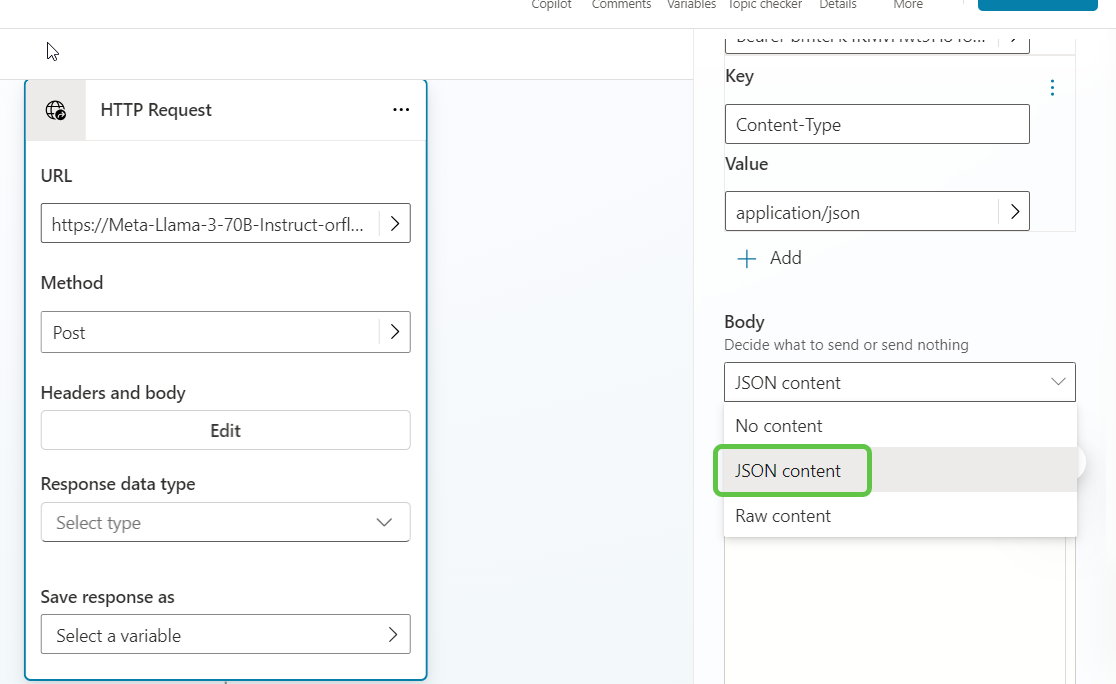 Copilot Comments Variables Topic checker Details More
HTTP Request
URL
https://Meta-Llama-3-70B-Instruct-orfl...
Method
Post
Headers and body
Edit
Response data type
Select type
Save response as
Select a variable
Key
Content-Type
Value
application/json
Add
Body
Decide what to send or send nothing
JSON content
No content
JSON content
Raw content